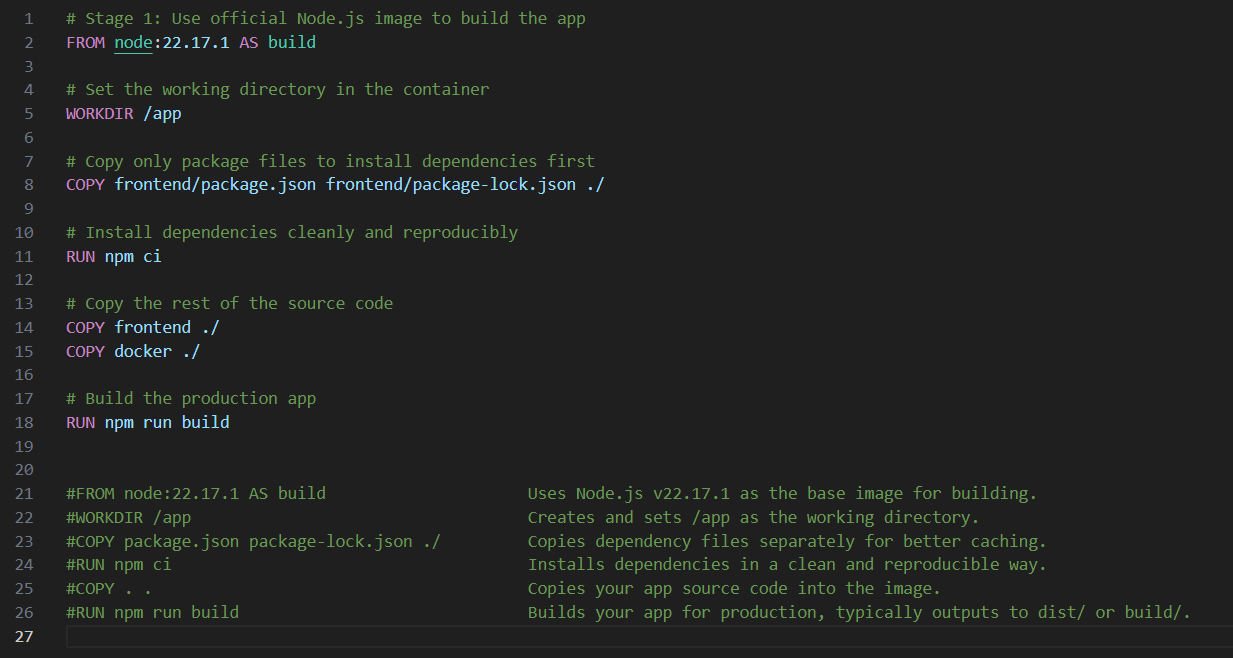 1 # Stage 1: Use official Node.js image to build the app
2 FROM node:22.17.1 AS build
3
4 # Set the working directory in the container
5 WORKDIR /app
6
7 # Copy only package files to install dependencies first
8 COPY frontend/package.json frontend/package-lock.json ./
9
10 # Install dependencies cleanly and reproducibly
11 RUN npm ci
12
13 # Copy the rest of the source code
14 COPY frontend ./
15 COPY docker ./
16
17 # Build the production app
18 RUN npm run build
19
20
21 #FROM node:22.17.1 AS build Uses Node.js v22.17.1 as the base image for building.
22 #WORKDIR /app Creates and sets /app as the working directory.
23 #COPY package.json package-lock.json ./ Copies dependency files separately for better caching.
24 #RUN npm ci Installs dependencies in a clean and reproducible way.
25 #COPY . . Copies your app source code into the image.
26 #RUN npm run build Builds your app for production, typically outputs to dist/ or build/.
27